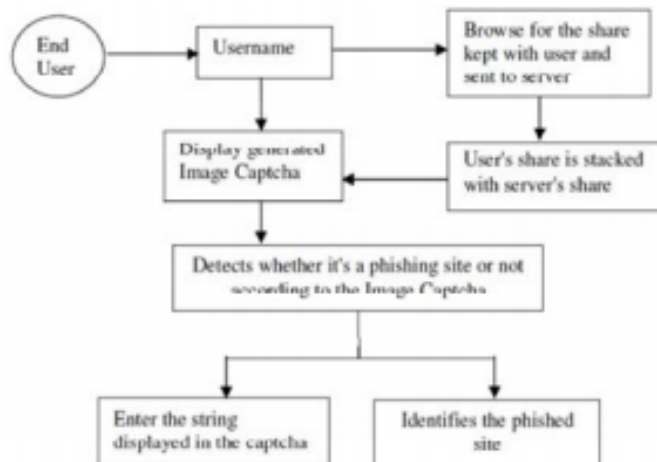 End
User
Username
Browse for the share
kept with user and
sent to server
Display generated
Image Captcha
User's share is stacked
with server's share
Detects whether it's a phishing site or not
according to the Image Captcha
Enter the string
displayed in the captcha
Identifies the phished
site